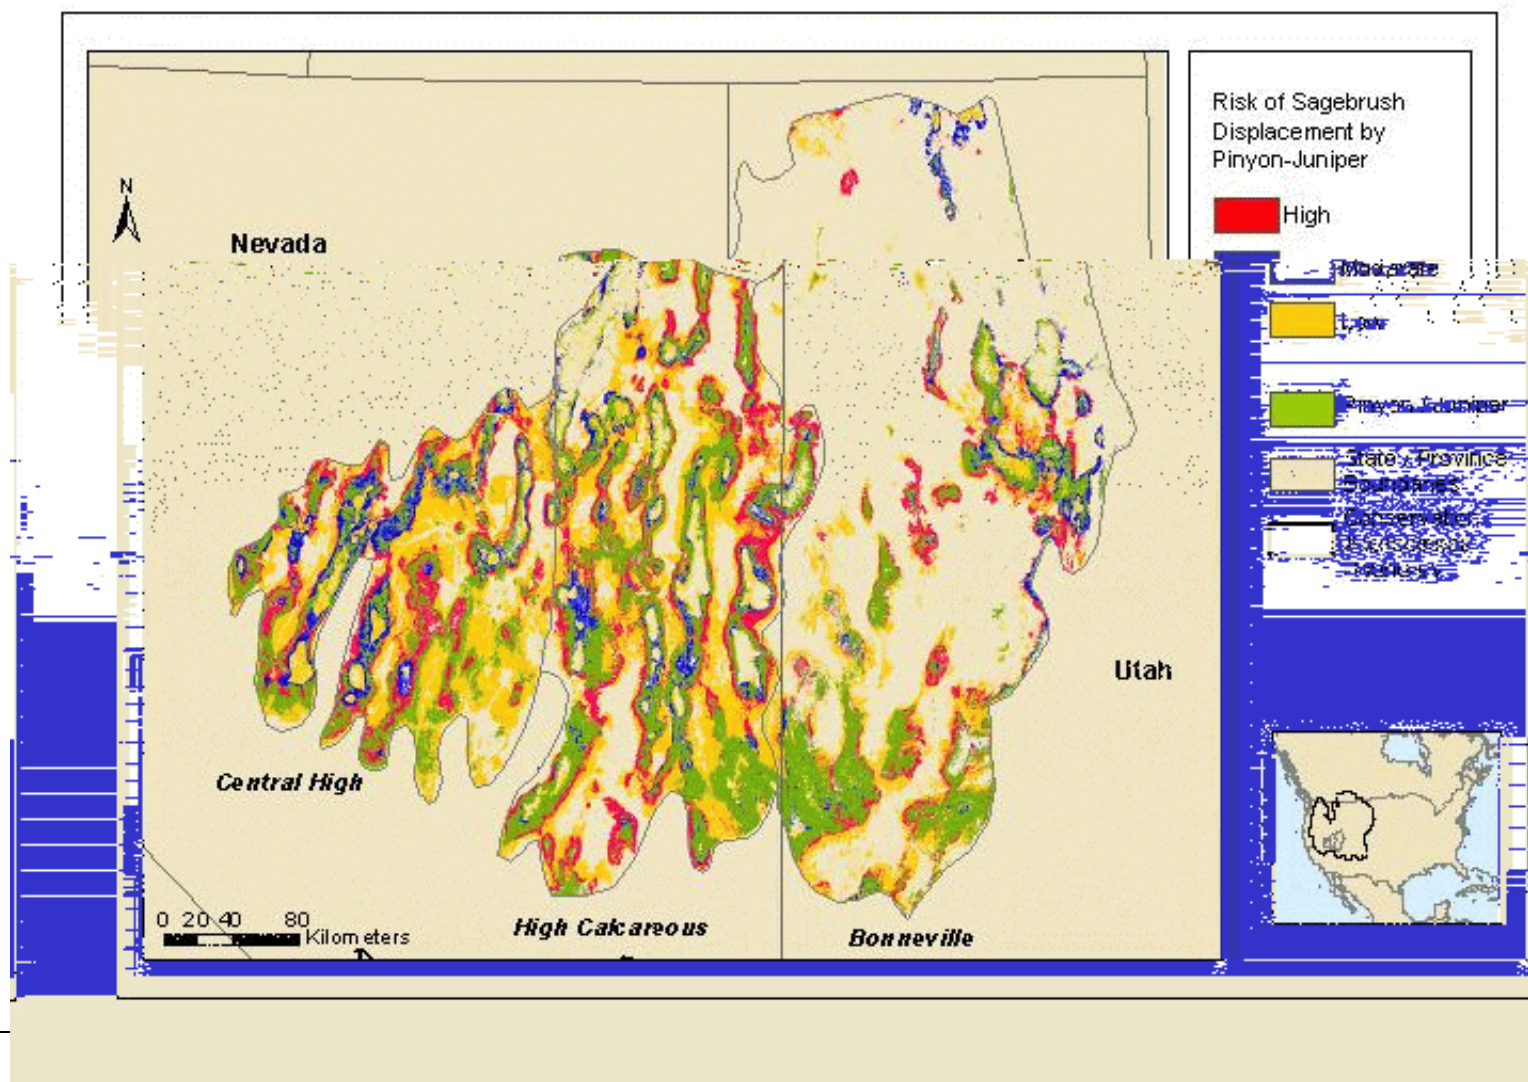 Risk of Sagebrush
Displacement by
Pinyon-Juniper
N
High
Nevada
Moderate
Low
Pinyon-Juniper
State / Province
Boundaries
Utah
Central High
0 20 40 80
Kilometers
High Calcareous
Bonneville